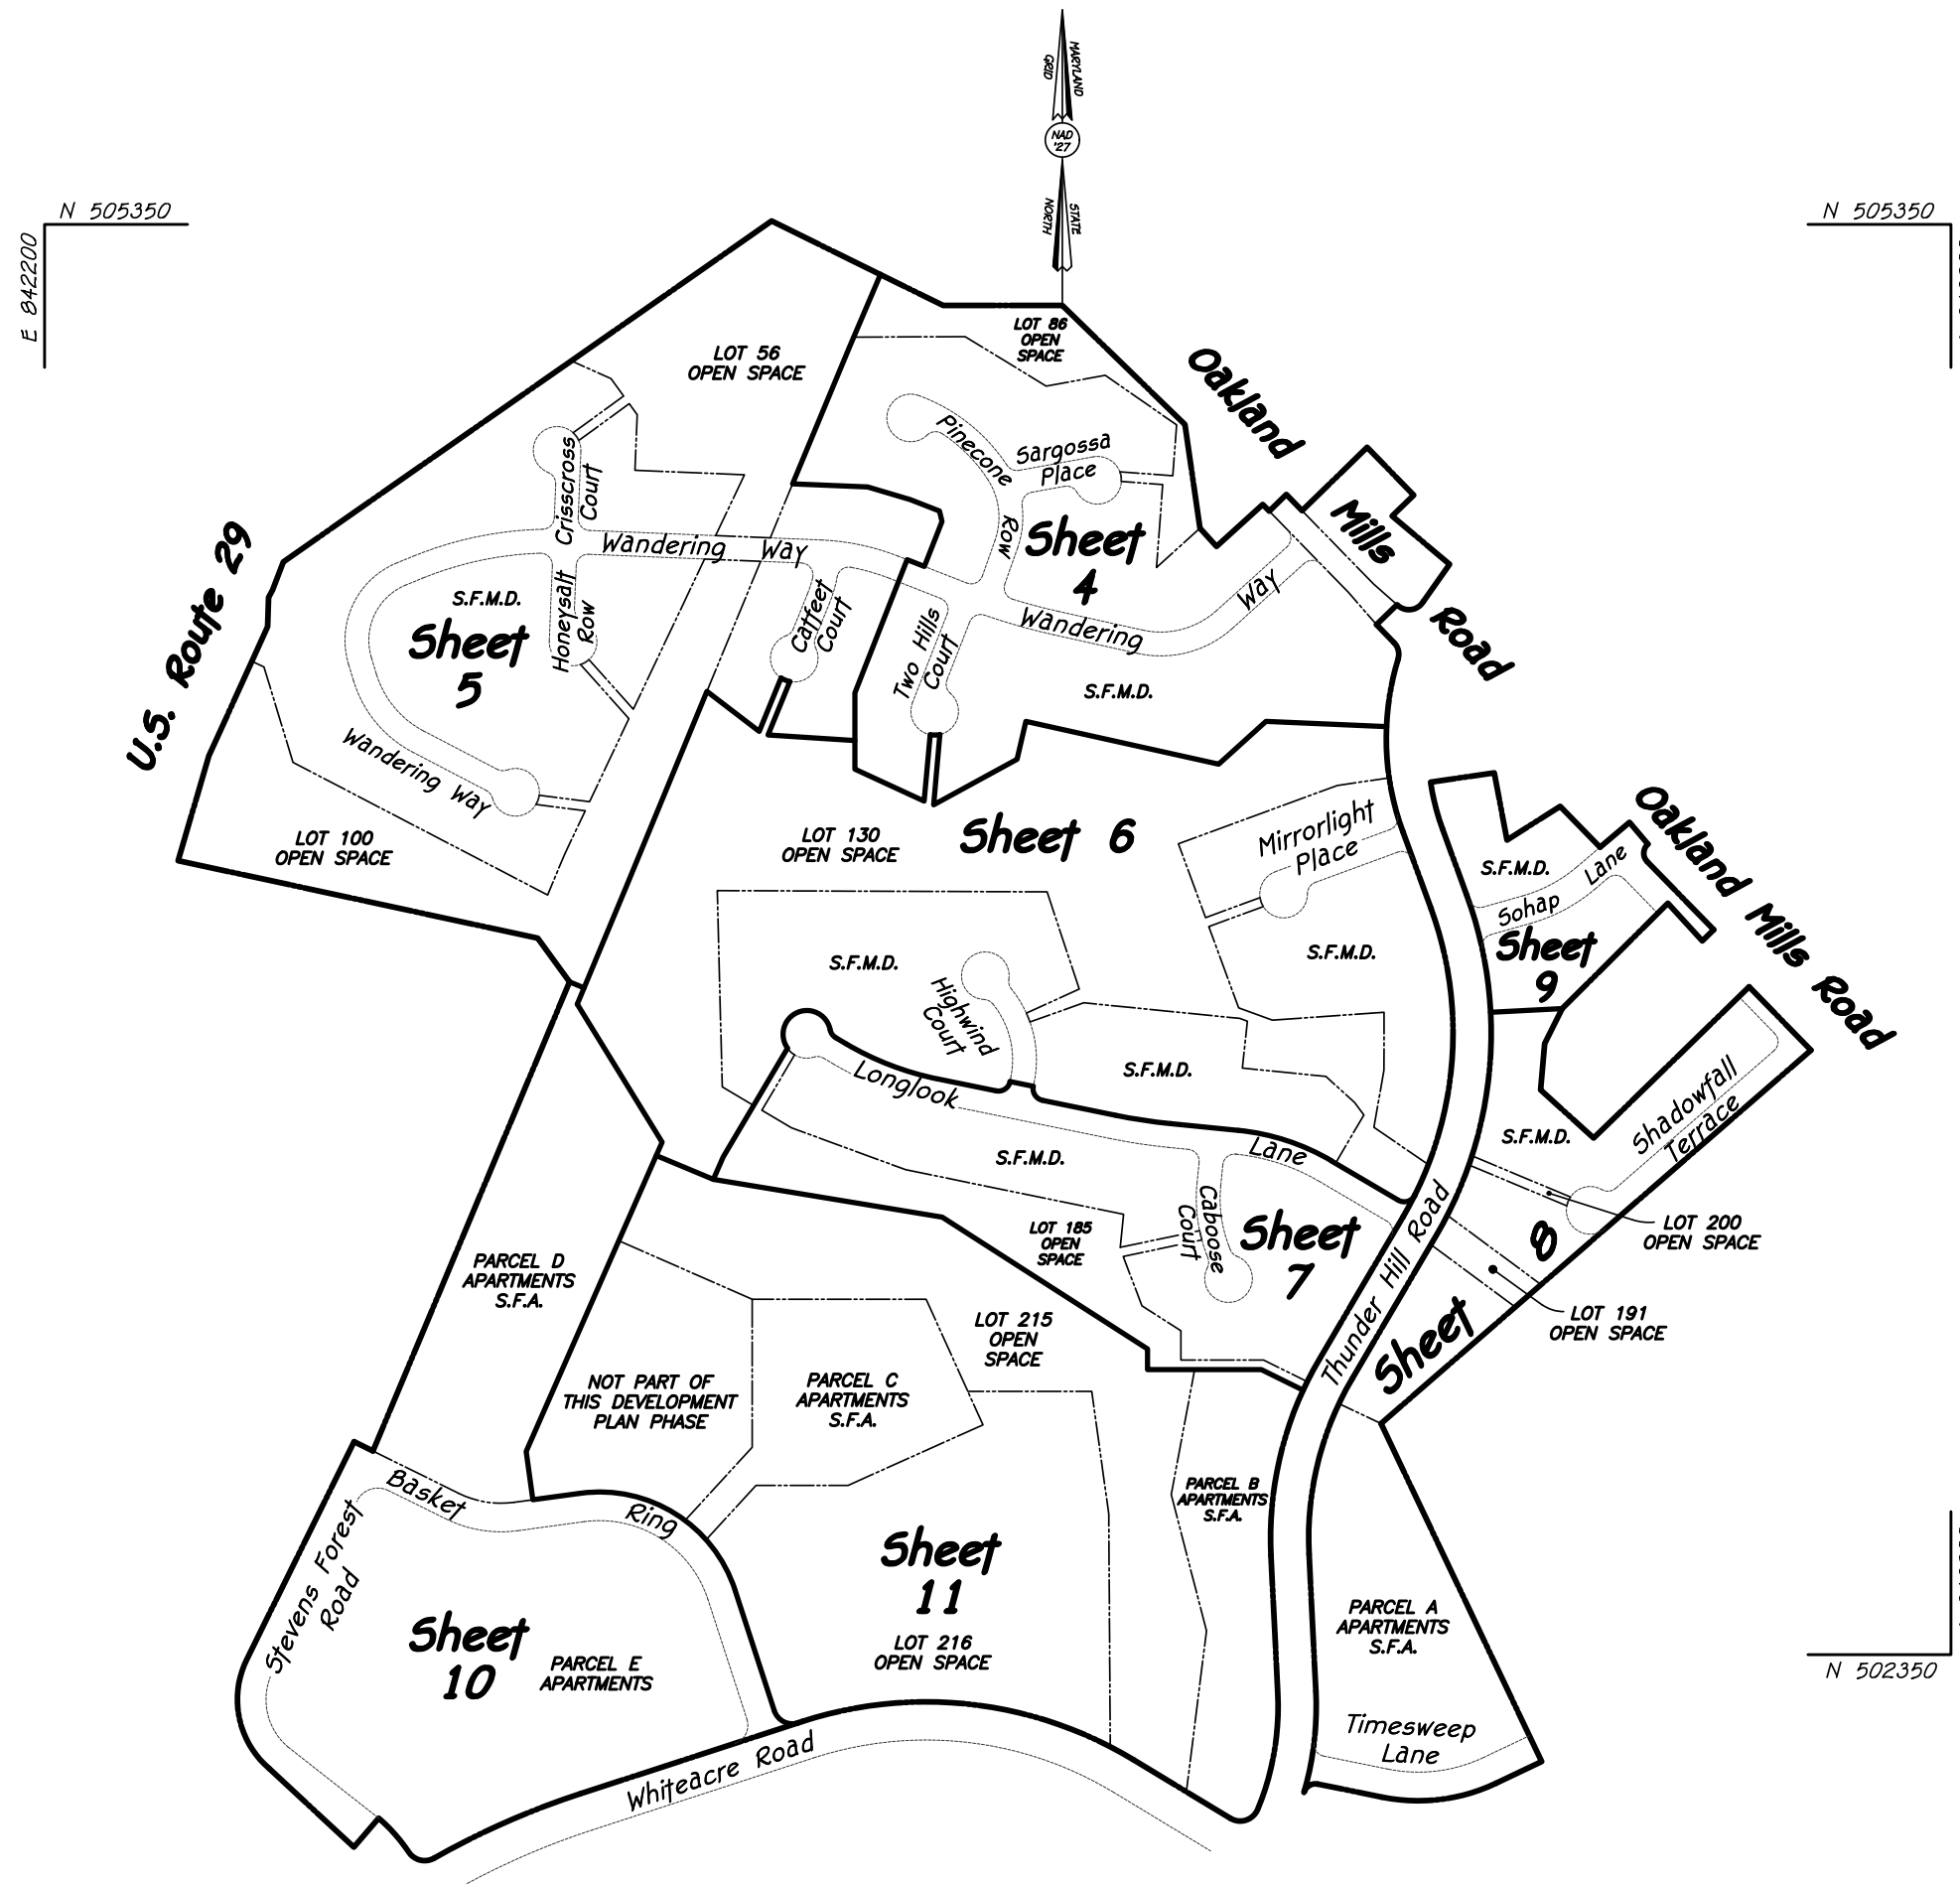 MARYLAND
GRID
NAD
'27
NORTH
STATE
N 505350
E 842200
N 505350
LOT 86
OPEN
SPACE
LOT 56
OPEN SPACE
Oakland
Mills
Road
Pinecone
Row
Sargossa
Place
Sheet
4
Crisscross
Court
Wandering Way
U.S. Route 29
S.F.M.D.
Sheet
5
Honeysalt
Row
Catfeet
Court
Two Hills
Court
Wandering
Way
S.F.M.D.
Wandering Way
LOT 100
OPEN SPACE
LOT 130
OPEN SPACE
Sheet 6
Mirrorlight
Place
S.F.M.D.
Sohap
Lane
Sheet
9
Oakland Mills Road
S.F.M.D.
S.F.M.D.
Highwind
Court
S.F.M.D.
Longlook
Lane
S.F.M.D.
S.F.M.D.
Shadowfall
Terrace
Caboose
Court
Sheet
7
LOT 185
OPEN
SPACE
Thunder Hill Road
Sheet 8
LOT 200
OPEN SPACE
LOT 191
OPEN SPACE
PARCEL D
APARTMENTS
S.F.A.
LOT 215
OPEN
SPACE
NOT PART OF
THIS DEVELOPMENT
PLAN PHASE
PARCEL C
APARTMENTS
S.F.A.
PARCEL B
APARTMENTS
S.F.A.
Basket
Ring
Stevens Forest
Road
Sheet
11
LOT 216
OPEN SPACE
Sheet
10
PARCEL E
APARTMENTS
PARCEL A
APARTMENTS
S.F.A.
N 502350
Timesweep
Lane
Whiteacre Road